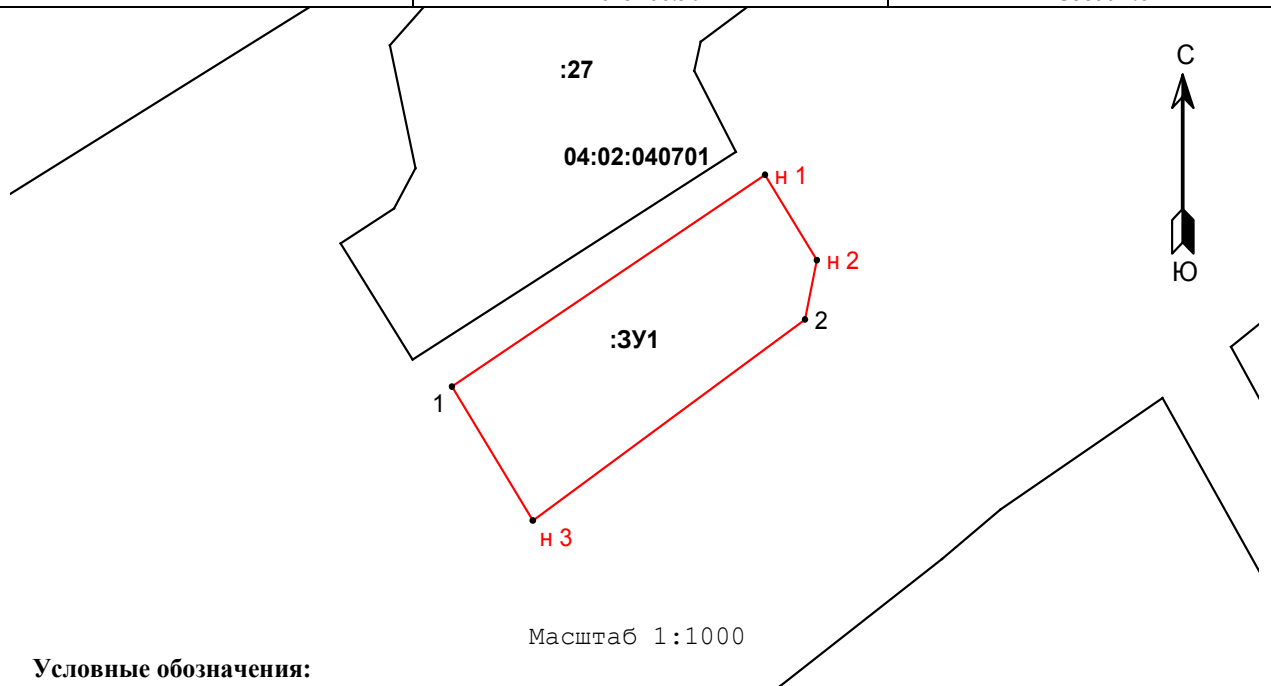 С
:27
04:02:040701
н 1
н 2
Ю
2
:ЗУ1
1
н 3
Масштаб 1:1000
Условные обозначения: